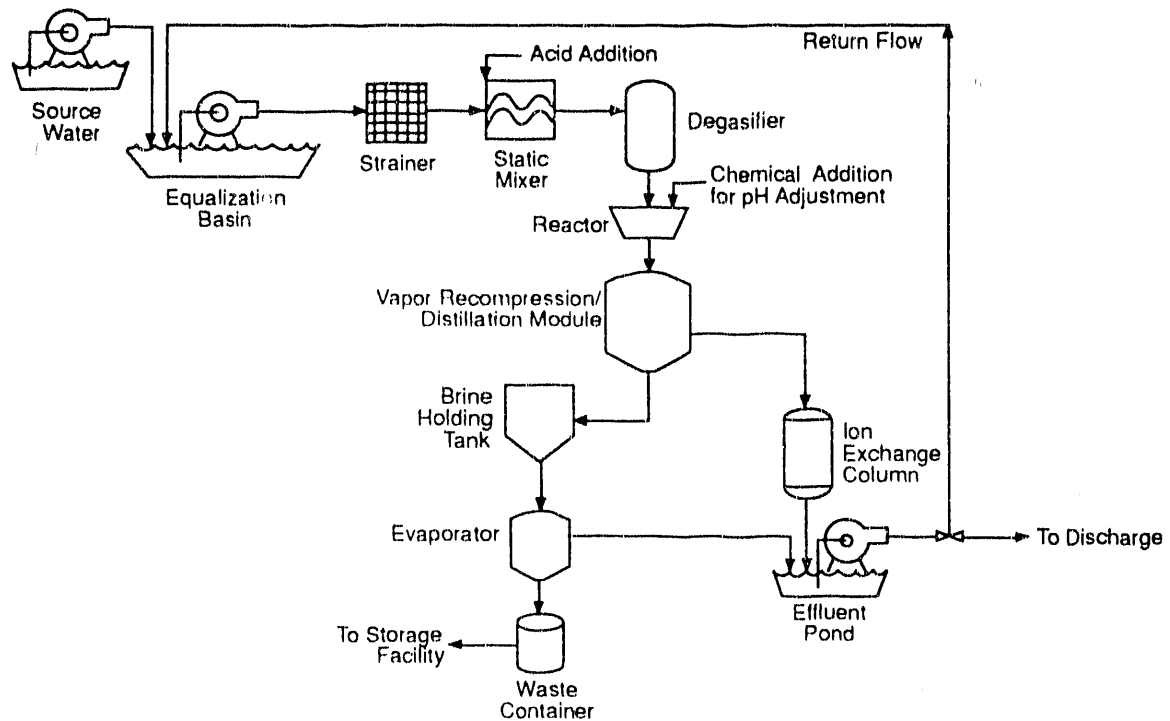 Return Flow
Acid Addition
Source
Water
Degasifier
Strainer
Static
Mixer
Equalization
Basin
Chemical Addition
for pH Adjustment
Reactor
Vapor Recompression/
Distillation Module
Brine
Holding
Tank
Ion
Exchange
Column
Evaporator
To Discharge
Effluent
Pond
To Storage
Facility
Waste
Container